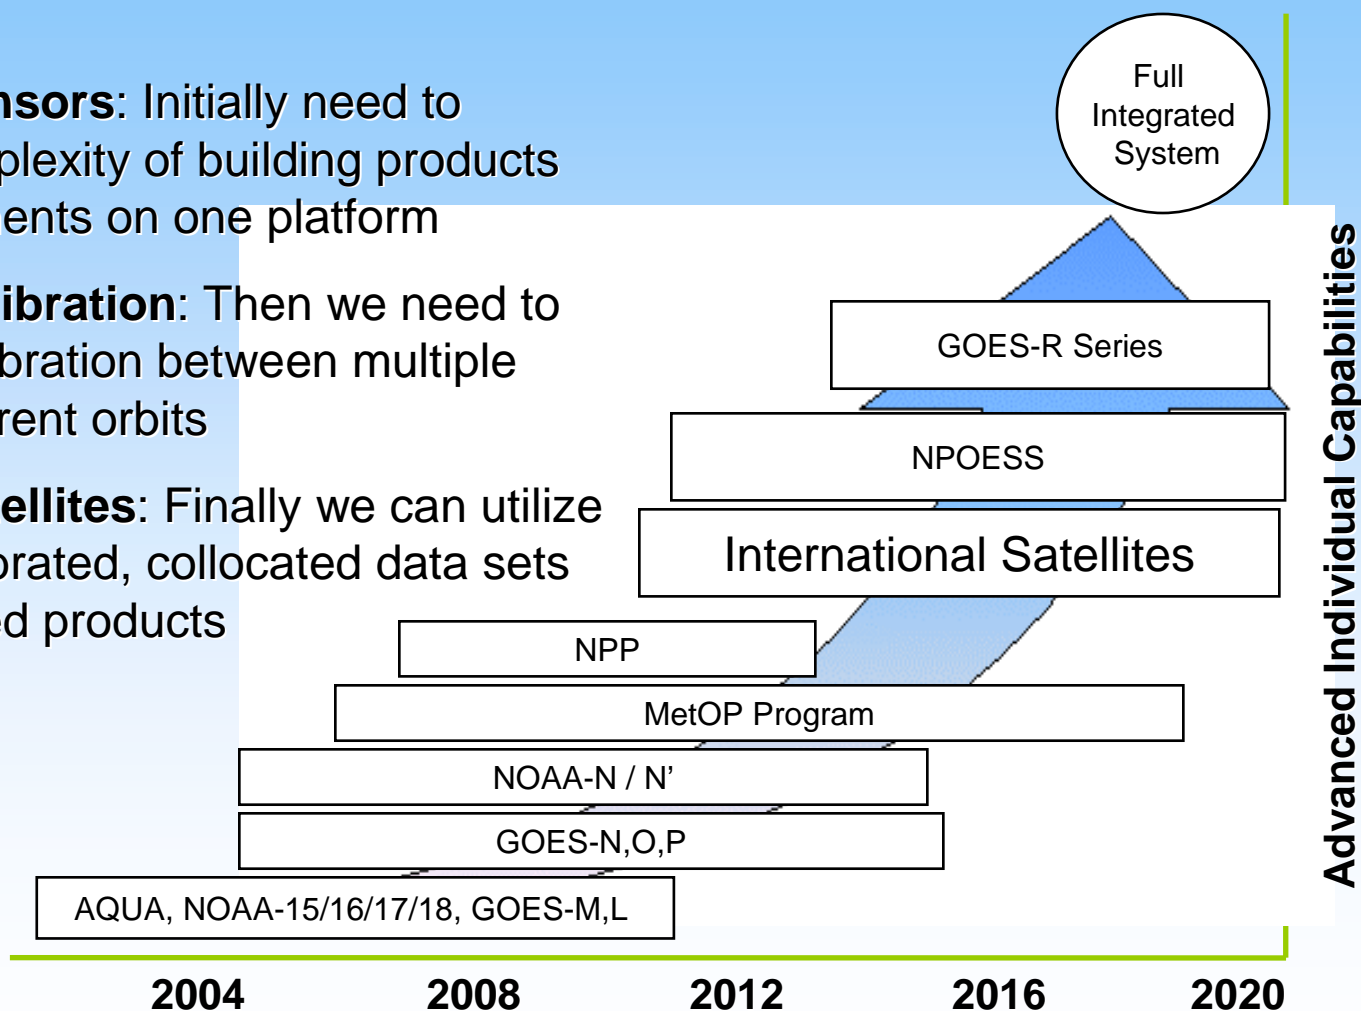 nsors: Initially need to
plexity of building products
ents on one platform
ibration: Then we need to
bration between multiple
rent orbits
ellites: Finally we can utilize
orated, collocated data sets
ed products
Full
Integrated
System
GOES-R Series
NPOESS
International Satellites
NPP
MetOP Program
NOAA-N / N’
GOES-N,O,P
AQUA, NOAA-15/16/17/18, GOES-M,L
Advanced Individual Capabilities
2004 2008 2012 2016 2020